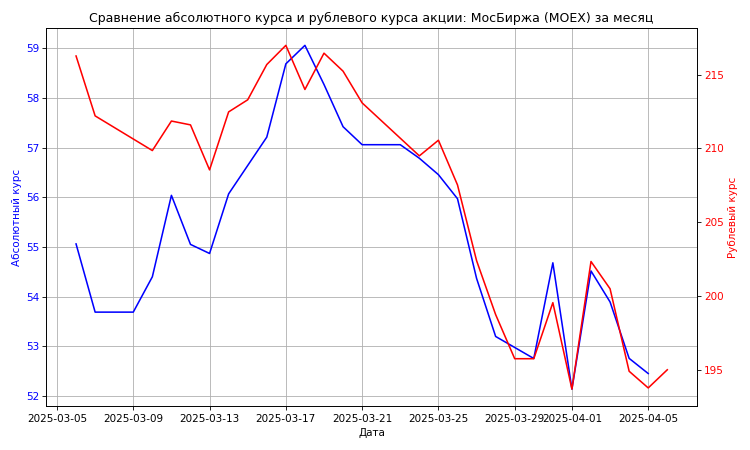 Сравнение абсолютного курса и рублевого курса акции: МосБиржа (MOEX) за месяц
59
58
57
56
55
54
53
52
Абсолютный курс
215
210
205
200
195
Рублевый курс
2025-03-05 2025-03-09 2025-03-13 2025-03-17 2025-03-21 2025-03-25 2025-03-29 2025-04-01 2025-04-05
Дата